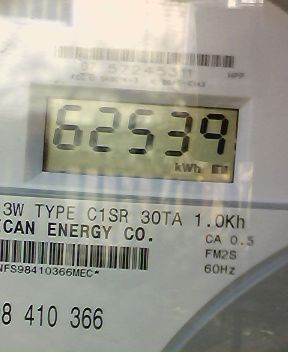 62539
kWh
3W TYPE C1SR 30TA 1.0Kh
CAN ENERGY CO.
CA 0.5
FM2S
NFS98410366MEC*
60Hz
8 410 366